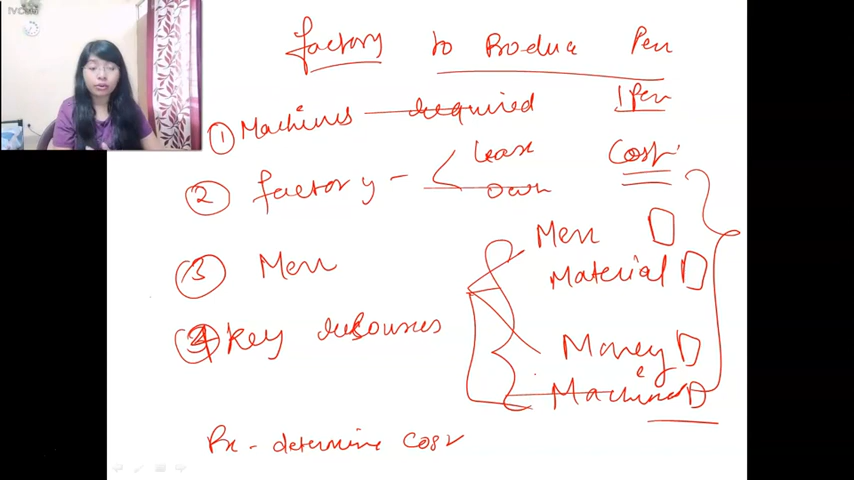 factory to Produce Pen
① Machines required 1 Pen
② factory - lease Cost
own
③ Men
Men
Material
④ Key resources
Money
Machine
Pre - determine cost